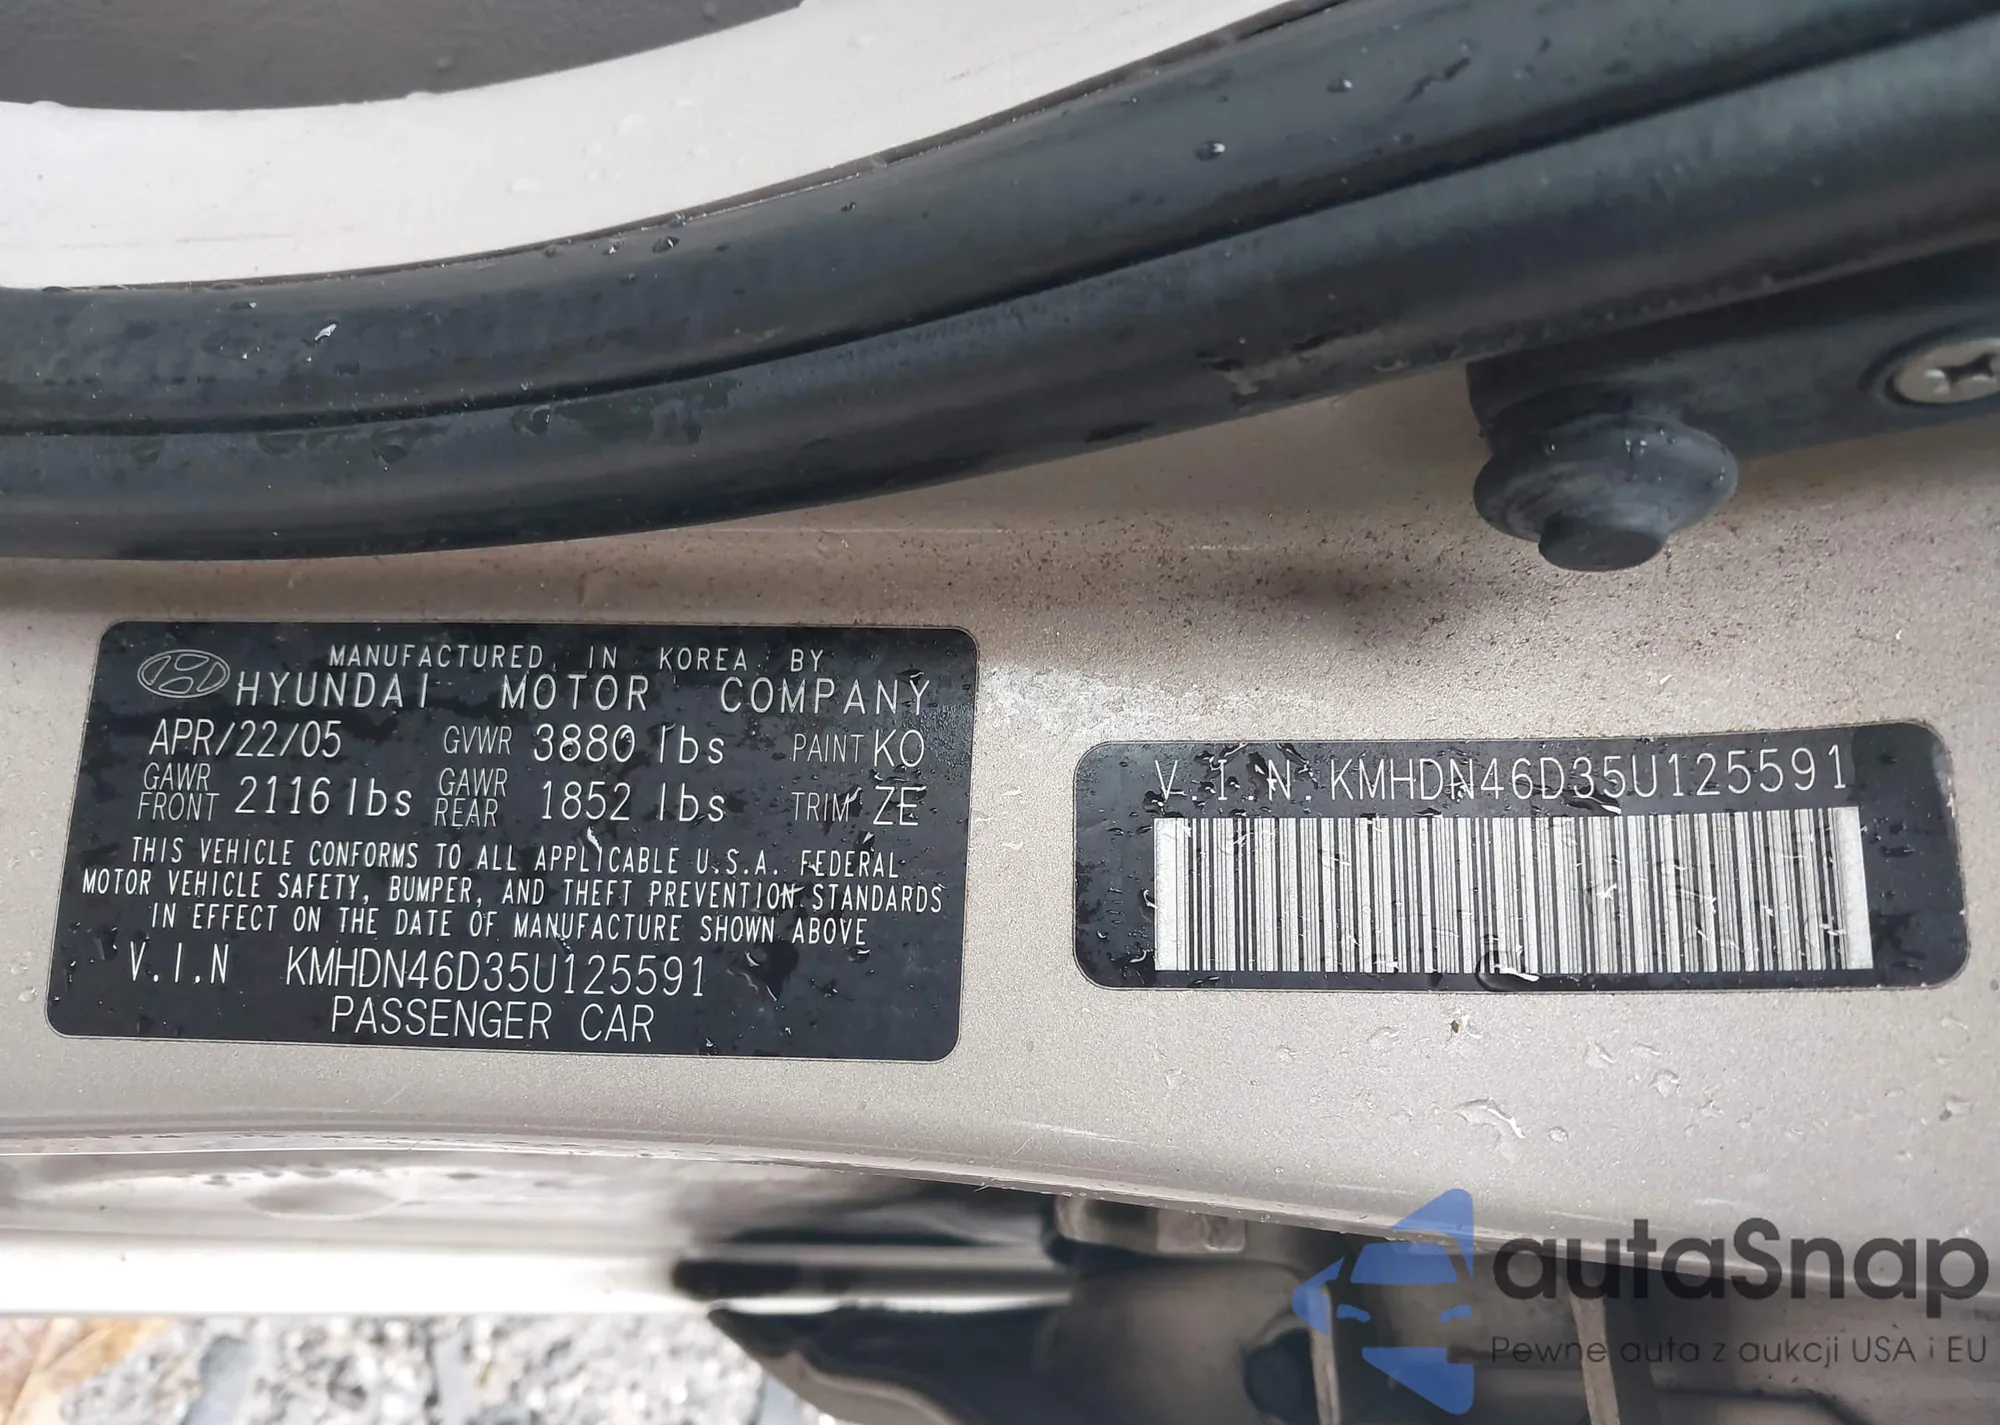 MANUFACTURED IN KOREA BY
HYUNDAI MOTOR COMPANY
APR/22/05 GVWR 3880 lbs PAINT KO
GAWR FRONT 2116 lbs GAWR REAR 1852 lbs TRIM ZE
THIS VEHICLE CONFORMS TO ALL APPLICABLE U.S.A. FEDERAL
MOTOR VEHICLE SAFETY, BUMPER, AND THEFT PREVENTION STANDARDS
IN EFFECT ON THE DATE OF MANUFACTURE SHOWN ABOVE
V.I.N KMHDN46D35U125591
PASSENGER CAR
V.I.N. KMHDN46D35U125591
autaSnap
Pewne auta z aukcji USA i EU